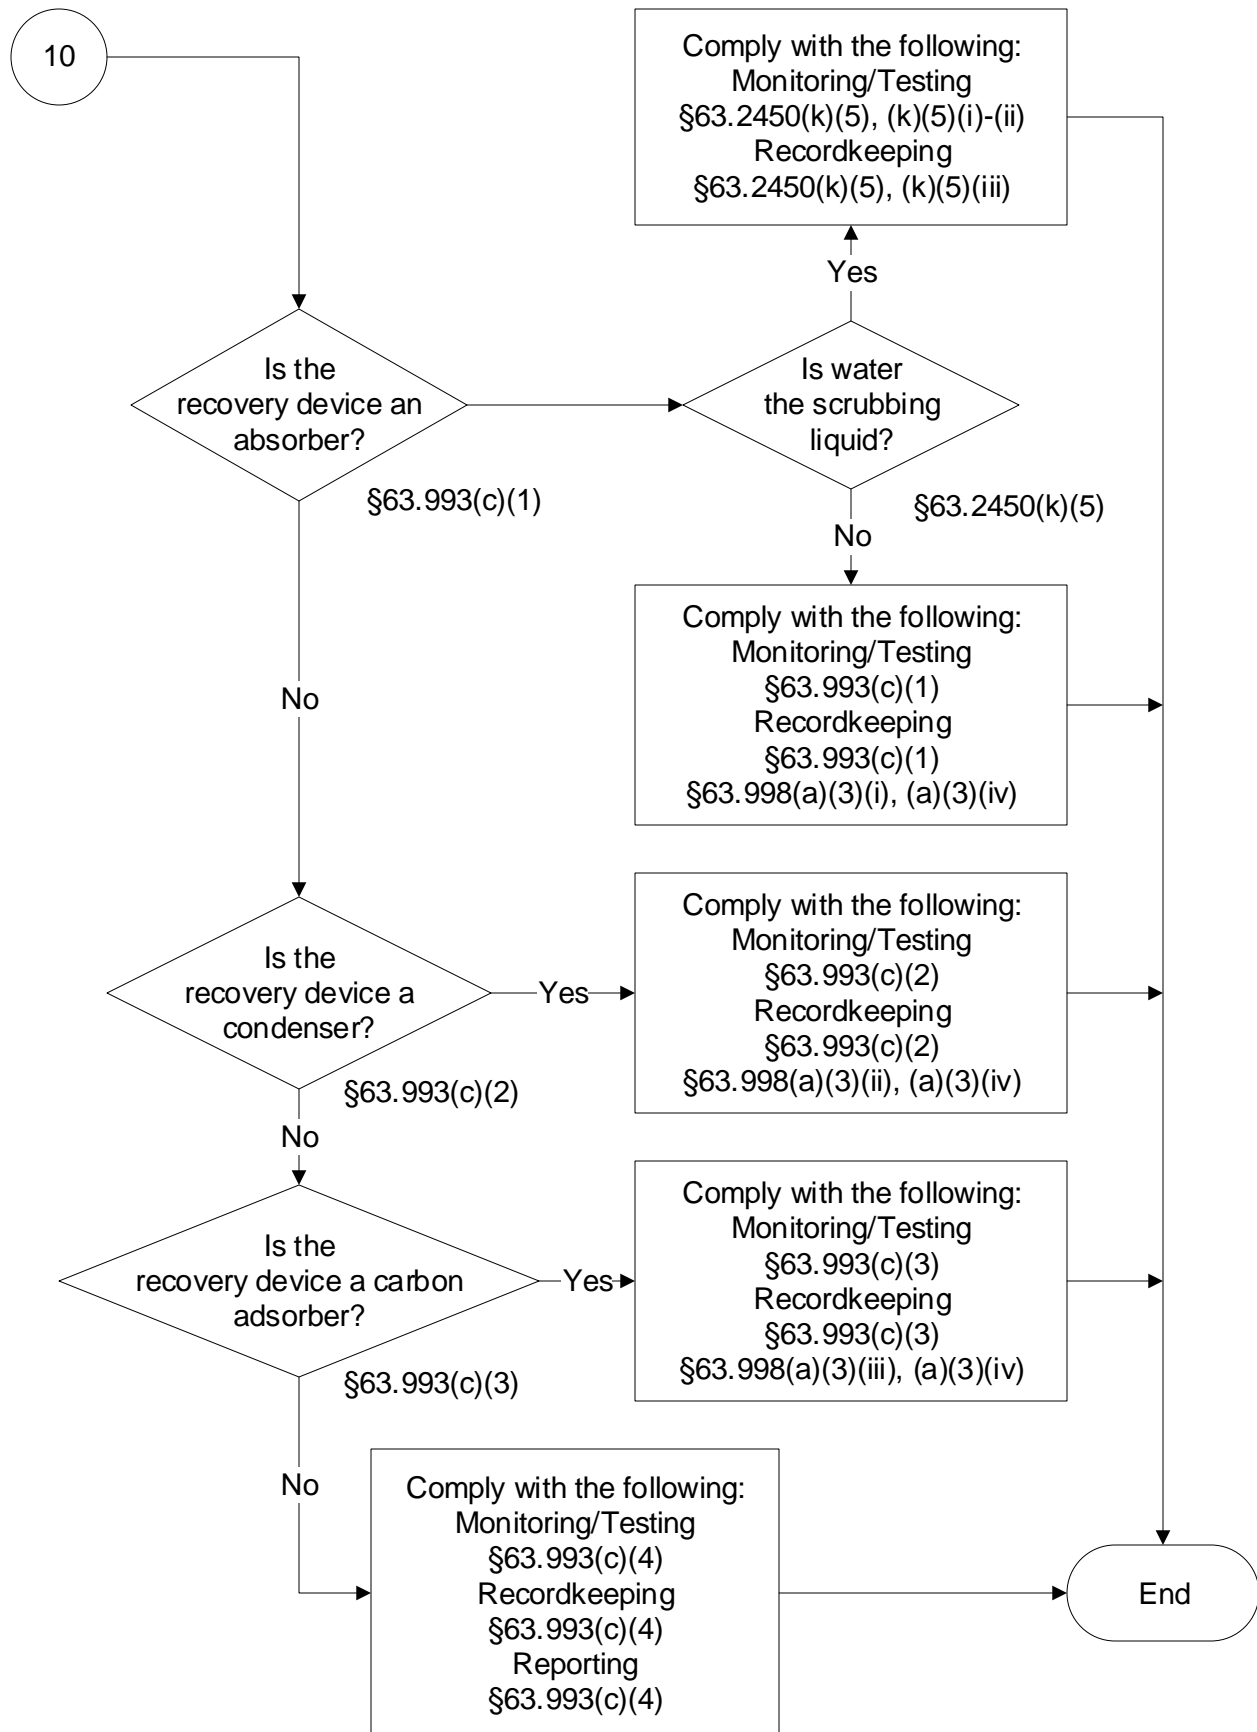 10
Comply with the following:
Monitoring/Testing
§63.2450(k)(5), (k)(5)(i)-(ii)
Recordkeeping
§63.2450(k)(5), (k)(5)(iii)
Yes
Is the
recovery device an
absorber?
§63.993(c)(1)
Is water
the scrubbing
liquid?
§63.2450(k)(5)
No
Comply with the following:
Monitoring/Testing
§63.993(c)(1)
Recordkeeping
§63.993(c)(1)
§63.998(a)(3)(i), (a)(3)(iv)
No
Is the
recovery device a
condenser?
§63.993(c)(2)
Yes
Comply with the following:
Monitoring/Testing
§63.993(c)(2)
Recordkeeping
§63.993(c)(2)
§63.998(a)(3)(ii), (a)(3)(iv)
No
Is the
recovery device a carbon
adsorber?
§63.993(c)(3)
Yes
Comply with the following:
Monitoring/Testing
§63.993(c)(3)
Recordkeeping
§63.993(c)(3)
§63.998(a)(3)(iii), (a)(3)(iv)
No
Comply with the following:
Monitoring/Testing
§63.993(c)(4)
Recordkeeping
§63.993(c)(4)
Reporting
§63.993(c)(4)
End